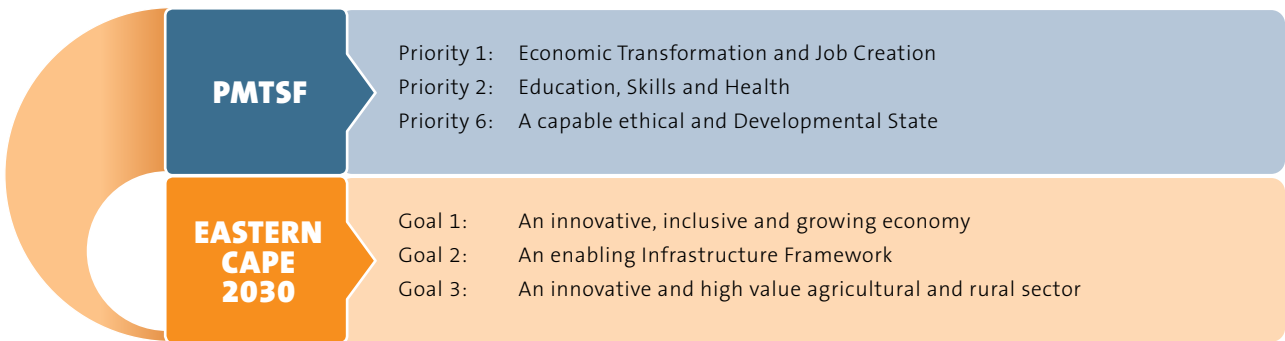 PMTSF
Priority 1: Economic Transformation and Job Creation
Priority 2: Education, Skills and Health
Priority 6: A capable ethical and Developmental State
EASTERN
CAPE
2030
Goal 1: An innovative, inclusive and growing economy
Goal 2: An enabling Infrastructure Framework
Goal 3: An innovative and high value agricultural and rural sector